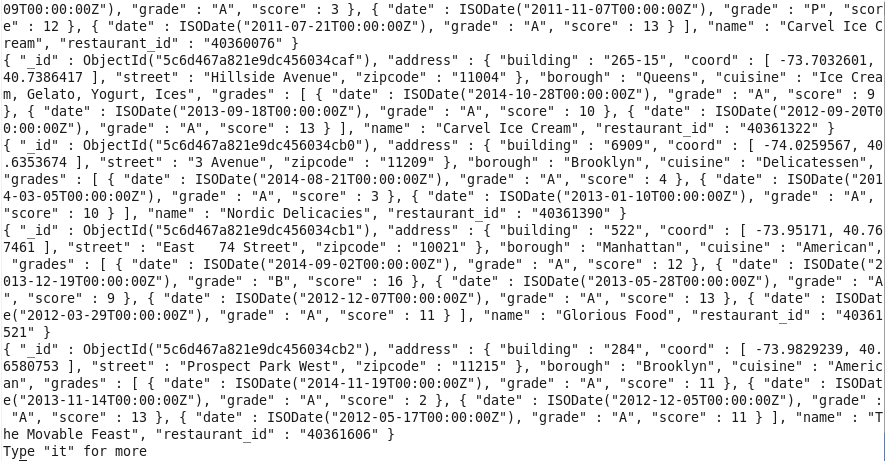 09T00:00:00Z"), "grade" : "A", "score" : 3 }, { "date" : ISODate("2011-11-07T00:00:00Z"), "grade" : "P", "scor
e" : 12 }, { "date" : ISODate("2011-07-21T00:00:00Z"), "grade" : "A", "score" : 13 } ], "name" : "Carvel Ice C
ream", "restaurant_id" : "40360076" }
{ "_id" : ObjectId("5c6d467a821e9dc456034caf"), "address" : { "building" : "265-15", "coord" : [ -73.7032601,
40.7386417 ], "street" : "Hillside Avenue", "zipcode" : "11004" }, "borough" : "Queens", "cuisine" : "Ice Crea
m, Gelato, Yogurt, Ices", "grades" : [ { "date" : ISODate("2014-10-28T00:00:00Z"), "grade" : "A", "score" : 9
}, { "date" : ISODate("2013-09-18T00:00:00Z"), "grade" : "A", "score" : 10 }, { "date" : ISODate("2012-09-20T0
0:00:00Z"), "grade" : "A", "score" : 13 } ], "name" : "Carvel Ice Cream", "restaurant_id" : "40361322" }
{ "_id" : ObjectId("5c6d467a821e9dc456034cb0"), "address" : { "building" : "6909", "coord" : [ -74.0259567, 40
.6353674 ], "street" : "3 Avenue", "zipcode" : "11209" }, "borough" : "Brooklyn", "cuisine" : "Delicatessen",
"grades" : [ { "date" : ISODate("2014-08-21T00:00:00Z"), "grade" : "A", "score" : 4 }, { "date" : ISODate("201
4-03-05T00:00:00Z"), "grade" : "A", "score" : 3 }, { "date" : ISODate("2013-01-10T00:00:00Z"), "grade" : "A",
"score" : 10 } ], "name" : "Nordic Delicacies", "restaurant_id" : "40361390" }
{ "_id" : ObjectId("5c6d467a821e9dc456034cb1"), "address" : { "building" : "522", "coord" : [ -73.95171, 40.76
7461 ], "street" : "East   74 Street", "zipcode" : "10021" }, "borough" : "Manhattan", "cuisine" : "American",
 "grades" : [ { "date" : ISODate("2014-09-02T00:00:00Z"), "grade" : "A", "score" : 12 }, { "date" : ISODate("2
013-12-19T00:00:00Z"), "grade" : "B", "score" : 16 }, { "date" : ISODate("2013-05-28T00:00:00Z"), "grade" : "A
", "score" : 9 }, { "date" : ISODate("2012-12-07T00:00:00Z"), "grade" : "A", "score" : 13 }, { "date" : ISODat
e("2012-03-29T00:00:00Z"), "grade" : "A", "score" : 11 } ], "name" : "Glorious Food", "restaurant_id" : "40361
521" }
{ "_id" : ObjectId("5c6d467a821e9dc456034cb2"), "address" : { "building" : "284", "coord" : [ -73.9829239, 40.
6580753 ], "street" : "Prospect Park West", "zipcode" : "11215" }, "borough" : "Brooklyn", "cuisine" : "Americ
an", "grades" : [ { "date" : ISODate("2014-11-19T00:00:00Z"), "grade" : "A", "score" : 11 }, { "date" : ISODat
e("2013-11-14T00:00:00Z"), "grade" : "A", "score" : 2 }, { "date" : ISODate("2012-12-05T00:00:00Z"), "grade" :
 "A", "score" : 13 }, { "date" : ISODate("2012-05-17T00:00:00Z"), "grade" : "A", "score" : 11 } ], "name" : "T
he Movable Feast", "restaurant_id" : "40361606" }
Type "it" for more